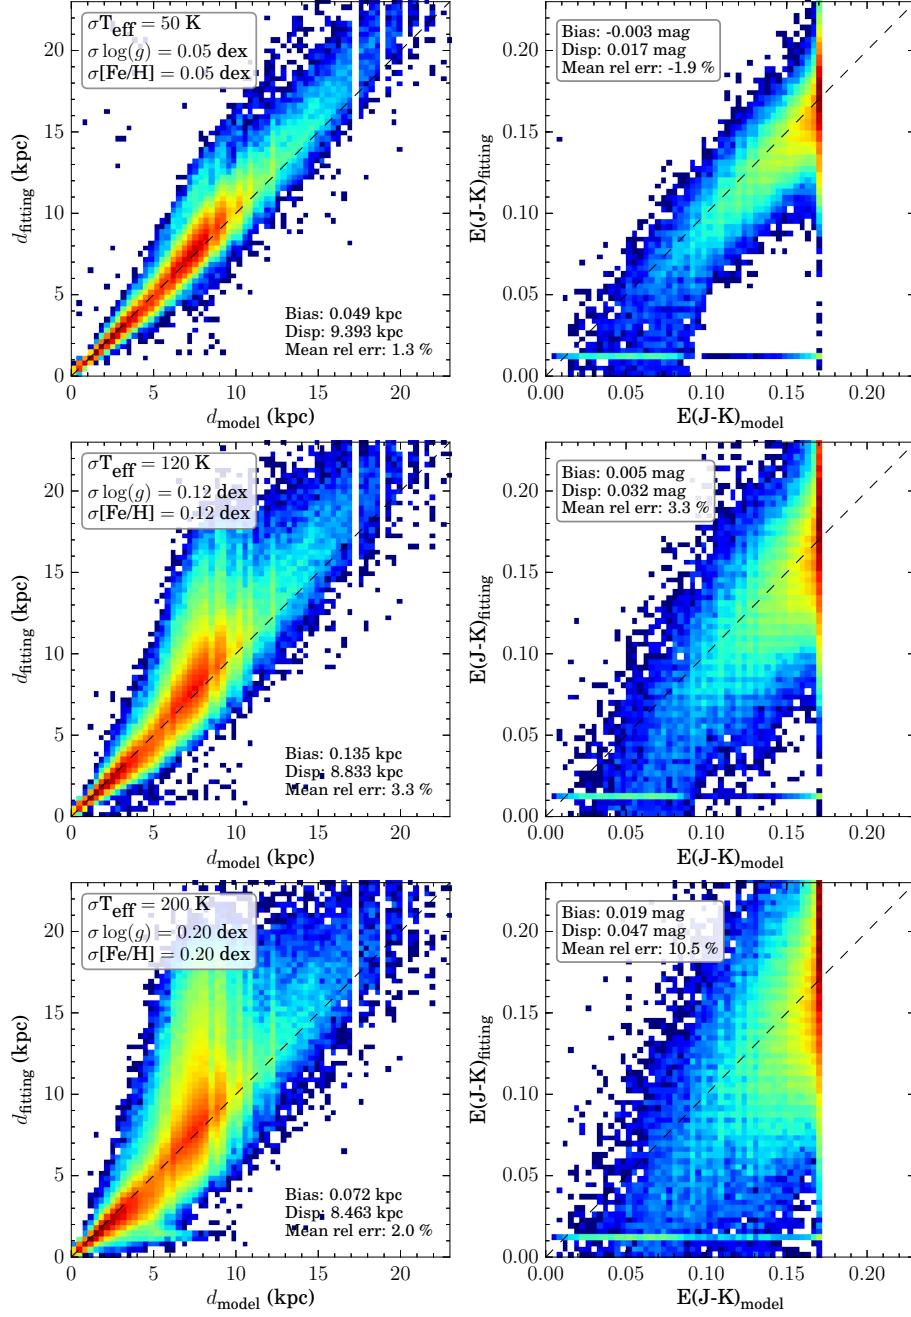 σT_eff = 50 K
σ log(g) = 0.05 dex
σ[Fe/H] = 0.05 dex
Bias: 0.049 kpc
Disp: 9.393 kpc
Mean rel err: 1.3 %
20
15
10
5
0
0 5 10 15 20
d_fitting (kpc)
d_model (kpc)
Bias: -0.003 mag
Disp: 0.017 mag
Mean rel err: -1.9 %
0.20
0.15
0.10
0.05
0.00
0.00 0.05 0.10 0.15 0.20
E(J-K)_fitting
E(J-K)_model
σT_eff = 120 K
σ log(g) = 0.12 dex
σ[Fe/H] = 0.12 dex
Bias: 0.135 kpc
Disp: 8.833 kpc
Mean rel err: 3.3 %
20
15
10
5
0
0 5 10 15 20
d_fitting (kpc)
d_model (kpc)
Bias: 0.005 mag
Disp: 0.032 mag
Mean rel err: 3.3 %
0.20
0.15
0.10
0.05
0.00
0.00 0.05 0.10 0.15 0.20
E(J-K)_fitting
E(J-K)_model
σT_eff = 200 K
σ log(g) = 0.20 dex
σ[Fe/H] = 0.20 dex
Bias: 0.072 kpc
Disp: 8.463 kpc
Mean rel err: 2.0 %
20
15
10
5
0
0 5 10 15 20
d_fitting (kpc)
d_model (kpc)
Bias: 0.019 mag
Disp: 0.047 mag
Mean rel err: 10.5 %
0.20
0.15
0.10
0.05
0.00
0.00 0.05 0.10 0.15 0.20
E(J-K)_fitting
E(J-K)_model